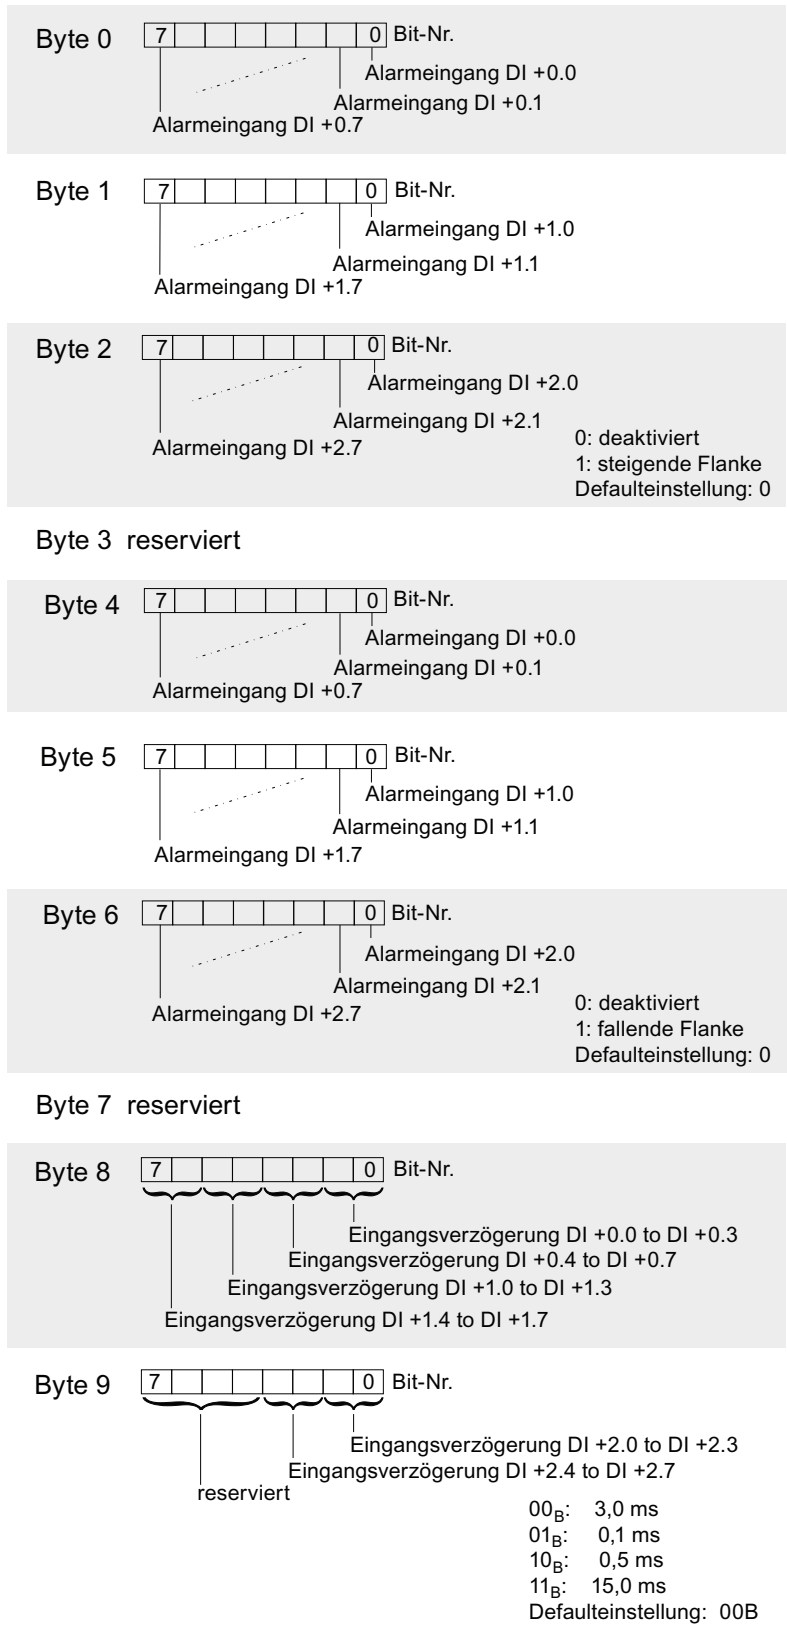 Byte 0 7 0 Bit-Nr.
Alarmeingang DI +0.0
Alarmeingang DI +0.1
Alarmeingang DI +0.7
Byte 1 7 0 Bit-Nr.
Alarmeingang DI +1.0
Alarmeingang DI +1.1
Alarmeingang DI +1.7
Byte 2 7 0 Bit-Nr.
Alarmeingang DI +2.0
Alarmeingang DI +2.1
Alarmeingang DI +2.7
0: deaktiviert
1: steigende Flanke
Defaulteinstellung: 0
Byte 3 reserviert
Byte 4 7 0 Bit-Nr.
Alarmeingang DI +0.0
Alarmeingang DI +0.1
Alarmeingang DI +0.7
Byte 5 7 0 Bit-Nr.
Alarmeingang DI +1.0
Alarmeingang DI +1.1
Alarmeingang DI +1.7
Byte 6 7 0 Bit-Nr.
Alarmeingang DI +2.0
Alarmeingang DI +2.1
Alarmeingang DI +2.7
0: deaktiviert
1: fallende Flanke
Defaulteinstellung: 0
Byte 7 reserviert
Byte 8 7 0 Bit-Nr.
Eingangsverzögerung DI +0.0 to DI +0.3
Eingangsverzögerung DI +0.4 to DI +0.7
Eingangsverzögerung DI +1.0 to DI +1.3
Eingangsverzögerung DI +1.4 to DI +1.7
Byte 9 7 0 Bit-Nr.
Eingangsverzögerung DI +2.0 to DI +2.3
Eingangsverzögerung DI +2.4 to DI +2.7
reserviert
00B: 3,0 ms
01B: 0,1 ms
10B: 0,5 ms
11B: 15,0 ms
Defaulteinstellung: 00B